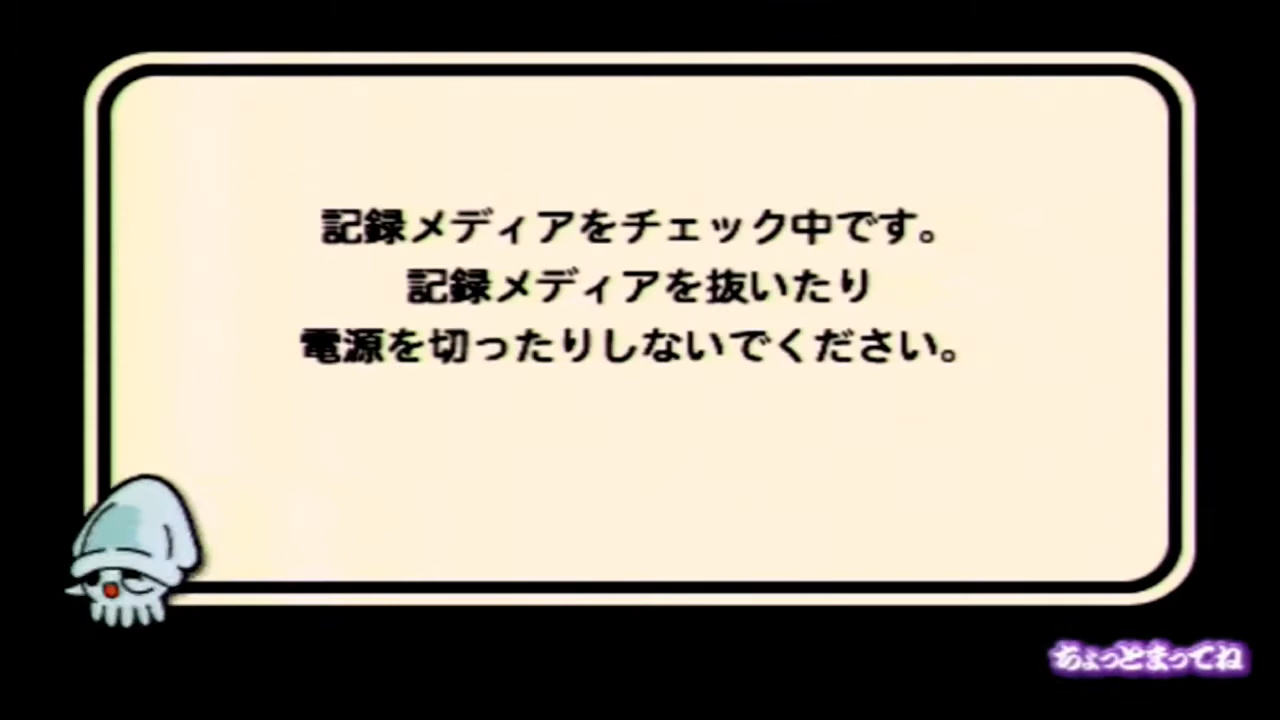 記録メディアをチェック中です。
記録メディアを抜いたり
電源を切ったりしないでください。
ちょっとまってね